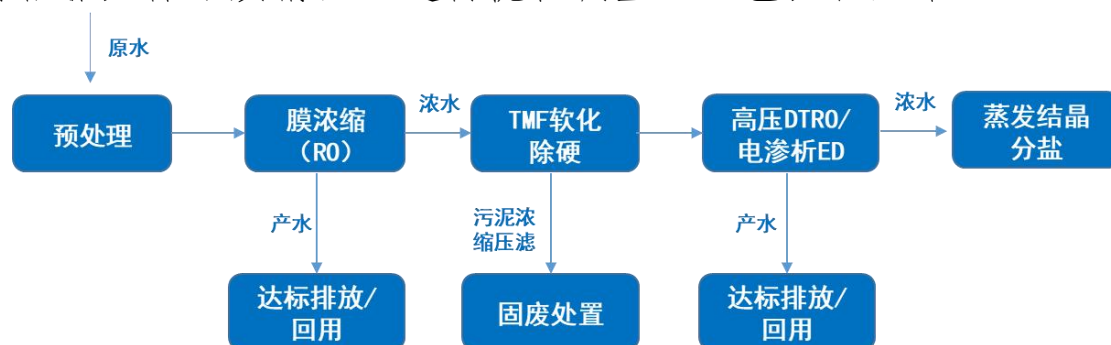 原水
预处理
膜浓缩
（RO）
浓水
TMF软化
除硬
高压DTRO/
电渗析ED
浓水
蒸发结晶
分盐
产水
污泥浓
缩压滤
产水
达标排放/
回用
固废处置
达标排放/
回用